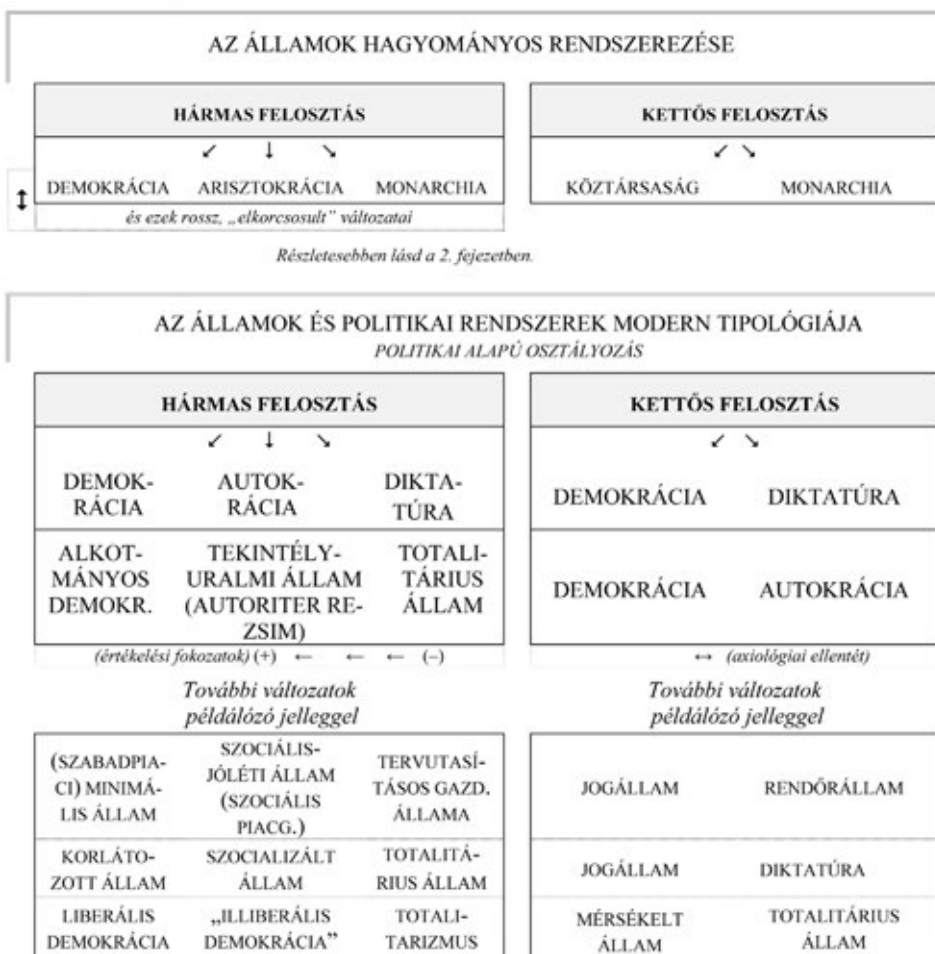 AZ ÁLLAMOK HAGYOMÁNYOS RENDSZEREZÉSE
HÁRMAS FELOSZTÁS
↙ ↓ ↘
DEMOKRÁCIA ARISZTOKRÁCIA MONARCHIA
↕
és ezek rossz, „elkorcsosult” változatai
KETTŐS FELOSZTÁS
↙ ↘
KÖZTÁRSASÁG MONARCHIA
Részletesebben lásd a 2. fejezetben.
AZ ÁLLAMOK ÉS POLITIKAI RENDSZEREK MODERN TIPOLÓGIÁJA
POLITIKAI ALAPÚ OSZTÁLYOZÁS
HÁRMAS FELOSZTÁS
↙ ↓ ↘
DEMOK-
RÁCIA
AUTOK-
RÁCIA
DIKTA-
TÚRA
ALKOT-
MÁNYOS
DEMOKR.
TEKINTÉLY-
URALMI ÁLLAM
(AUTORITER RE-
ZSIM)
TOTALI-
TÁRIUS
ÁLLAM
(értékelési fokozatok) (+) ← ← ← (–)
KETTŐS FELOSZTÁS
↙ ↘
DEMOKRÁCIA DIKTATÚRA
DEMOKRÁCIA AUTOKRÁCIA
↔ (axiológiai ellentét)
További változatok
példálózó jelleggel
(SZABADPIA-
CI) MINIMÁ-
LIS ÁLLAM
SZOCIÁLIS-
JÓLÉTI ÁLLAM
(SZOCIÁLIS
PIACG.)
TERVUTASÍ-
TÁSOS GAZD.
ÁLLAMA
KORLÁTO-
ZOTT ÁLLAM
SZOCIALIZÁLT
ÁLLAM
TOTALITÁ-
RIUS ÁLLAM
LIBERÁLIS
DEMOKRÁCIA
„ILLIBERÁLIS
DEMOKRÁCIA”
TOTALI-
TARIZMUS
További változatok
példálózó jelleggel
JOGÁLLAM RENDŐRÁLLAM
JOGÁLLAM DIKTATÚRA
MÉRSÉKELT
ÁLLAM
TOTALITÁRIUS
ÁLLAM